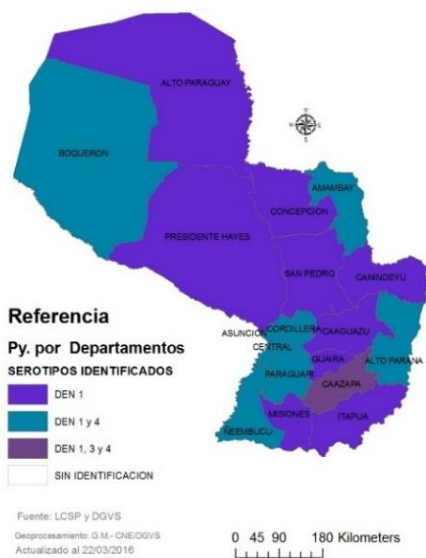 ALTO PARAGUAY
N
W E
S
BOQUERON
AMAMBAY
CONCEPCION
PRESIDENTE HAYES
SAN PEDRO
CANINDEYU
Referencia
ASUNCION
CORDILLERA
CAAGUAZU
CENTRAL
Py. por Departamentos
GUAIRA
ALTO PARANA
SEROTIPOS IDENTIFICADOS
PARAGUARI
CAAZAPA
DEN 1
MISIONES
ITAPUA
DEN 1 y 4
ÑEEMBUCU
DEN 1, 3 y 4
SIN IDENTIFICACION
Fuente: LCSP y DGVS
Geoprocesamiento: G.M.- CNE/DGVS
Actualizado al 22/03/2016
0 45 90 180 Kilometers